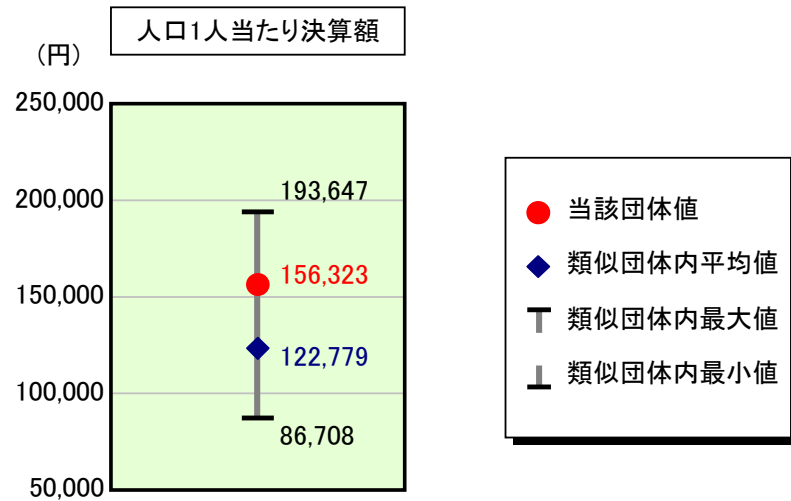 人口1人当たり決算額
(円)
250,000
200,000
150,000
100,000
50,000
193,647
156,323
122,779
86,708
当該団体値
類似団体内平均値
類似団体内最大値
類似団体内最小値